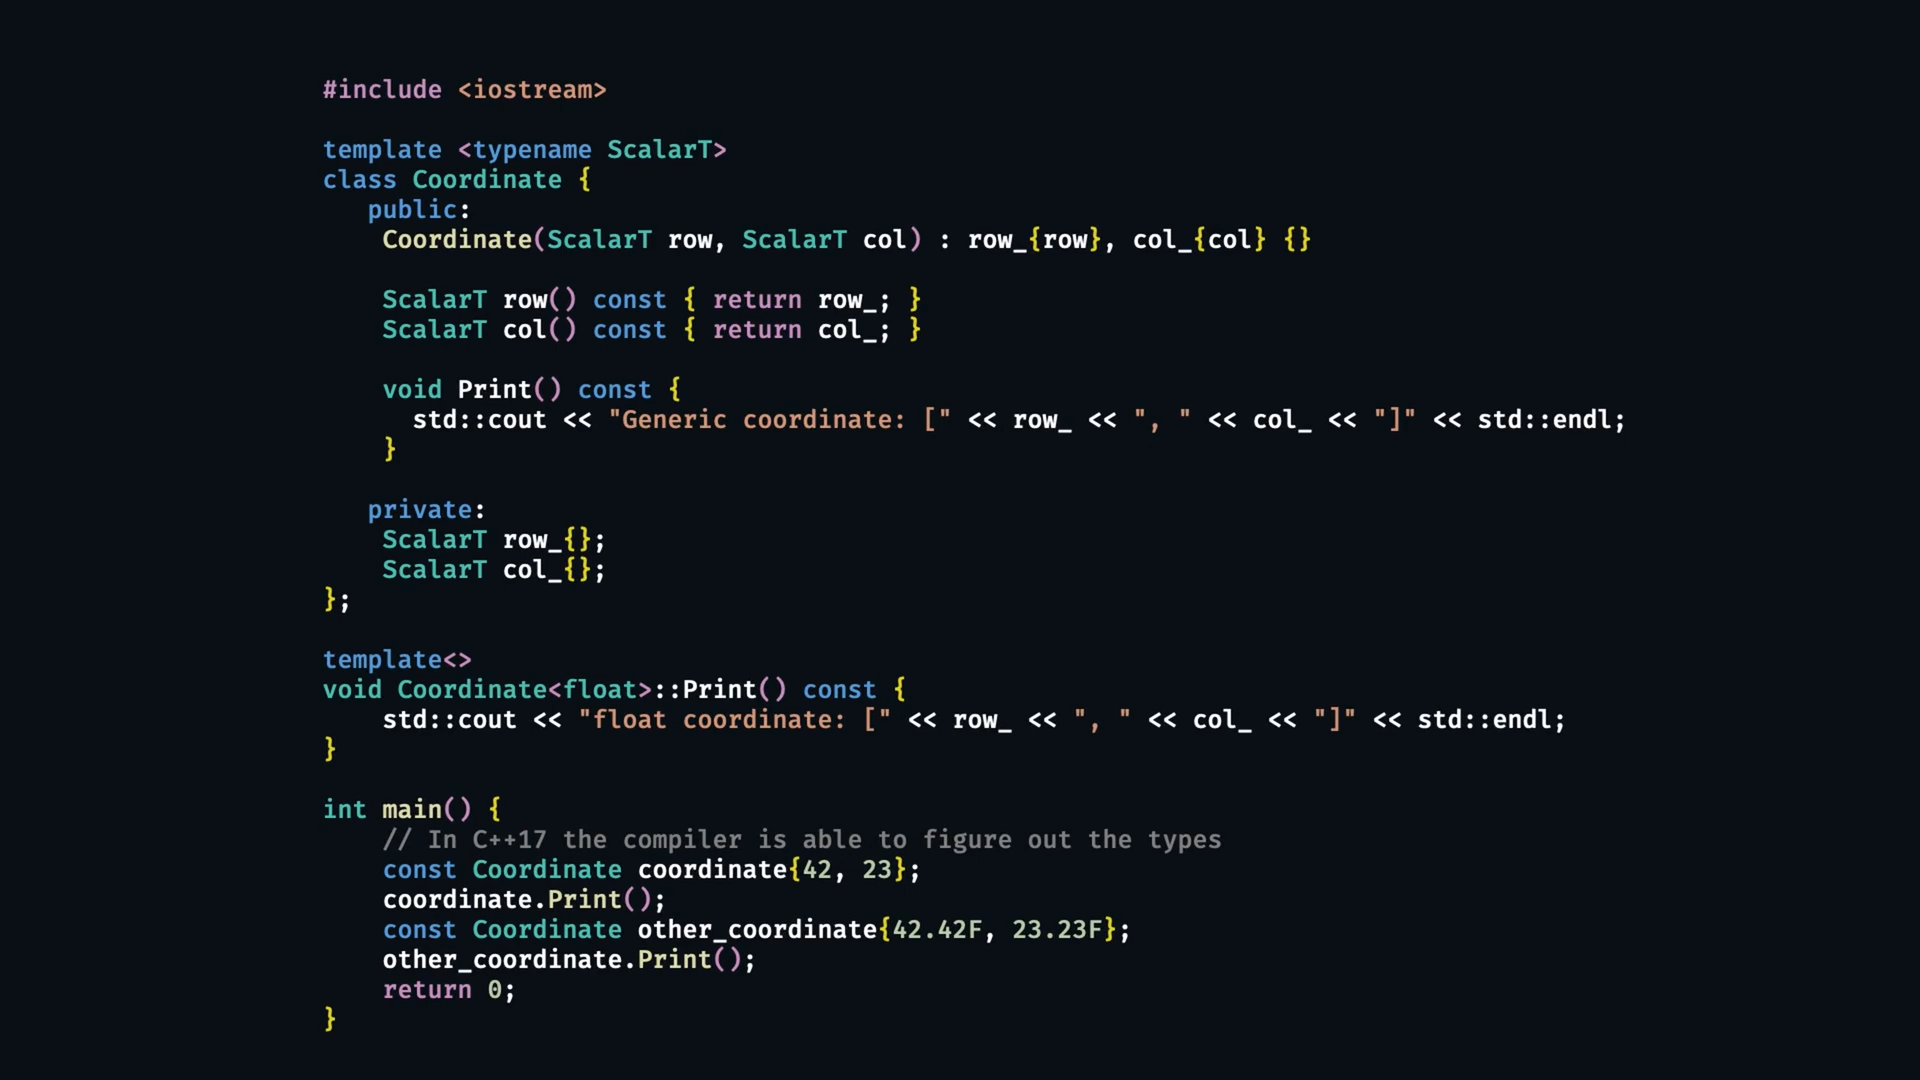 #include <iostream>

template <typename ScalarT>
class Coordinate {
   public:
    Coordinate(ScalarT row, ScalarT col) : row_{row}, col_{col} {}

    ScalarT row() const { return row_; }
    ScalarT col() const { return col_; }

    void Print() const {
      std::cout << "Generic coordinate: [" << row_ << ", " << col_ << "]" << std::endl;
    }

   private:
    ScalarT row_{};
    ScalarT col_{};
};

template<>
void Coordinate<float>::Print() const {
    std::cout << "float coordinate: [" << row_ << ", " << col_ << "]" << std::endl;
}

int main() {
    // In C++17 the compiler is able to figure out the types
    const Coordinate coordinate{42, 23};
    coordinate.Print();
    const Coordinate other_coordinate{42.42F, 23.23F};
    other_coordinate.Print();
    return 0;
}